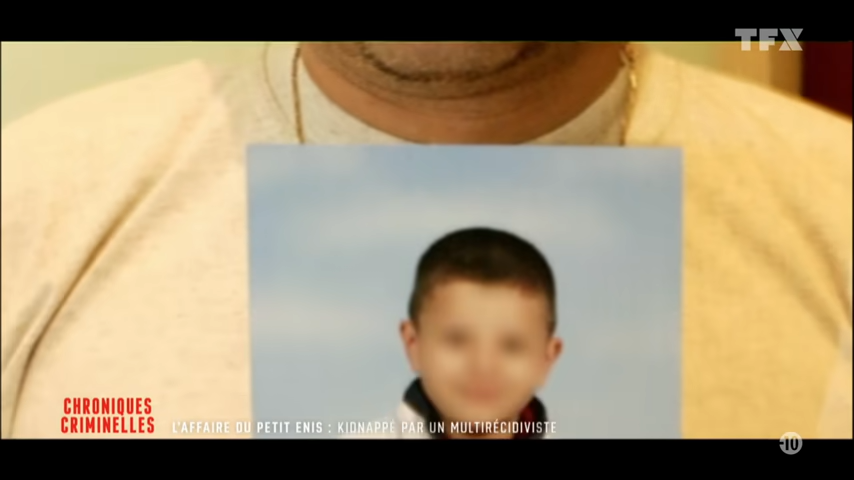 TFX
CHRONIQUES
CRIMINELLES
L'AFFAIRE DU PETIT ENIS : KIDNAPPÉ PAR UN MULTIRÉCIDIVISTE
-10